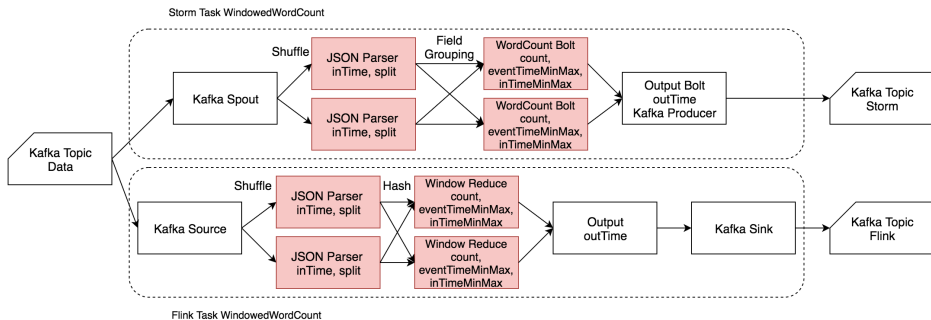 Storm Task WindowedWordCount
Shuffle
Field
Grouping
Kafka Spout
JSON Parser
inTime, split
JSON Parser
inTime, split
WordCount Bolt
count,
eventTimeMinMax,
inTimeMinMax
WordCount Bolt
count,
eventTimeMinMax,
inTimeMinMax
Output Bolt
outTime
Kafka Producer
Kafka Topic
Storm
Kafka Topic
Data
Shuffle
Hash
Kafka Source
JSON Parser
inTime, split
JSON Parser
inTime, split
Window Reduce
count,
eventTimeMinMax,
inTimeMinMax
Window Reduce
count,
eventTimeMinMax,
inTimeMinMax
Output
outTime
Kafka Sink
Kafka Topic
Flink
Flink Task WindowedWordCount